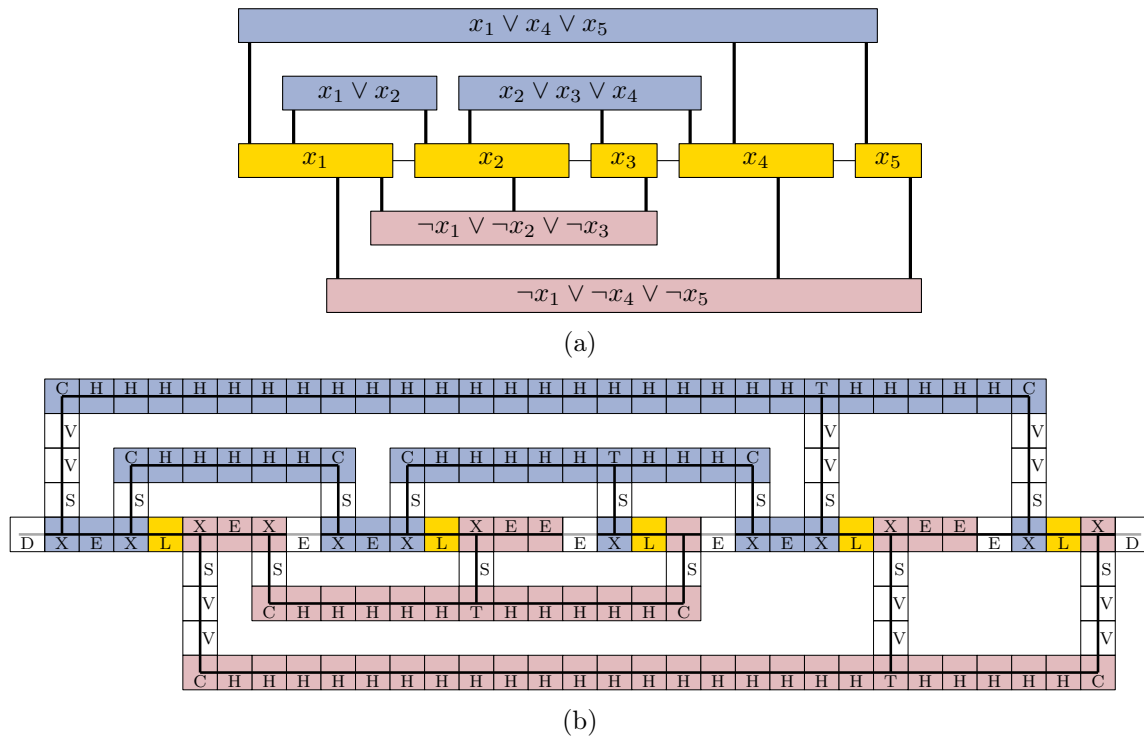 x₁ ∨ x₄ ∨ x₅
x₁ ∨ x₂ x₂ ∨ x₃ ∨ x₄
x₁ x₂ x₃ x₄ x₅
¬x₁ ∨ ¬x₂ ∨ ¬x₃
¬x₁ ∨ ¬x₄ ∨ ¬x₅
(a)
C H H H H H H H H H H H H H H H H H H H H H T H H H H H C
V V V
C H H H H H C C H H H H H T H H H C
V V V
S S S S S S S
X E X X E E X E E X
D X E X L E X E X L E X L E X E X L E X L D
S S S S S S
V V V
C H H H H H T H H H H H C
V V V
C H H H H H H H H H H H H H H H H H H H T H H H H H C
(b)